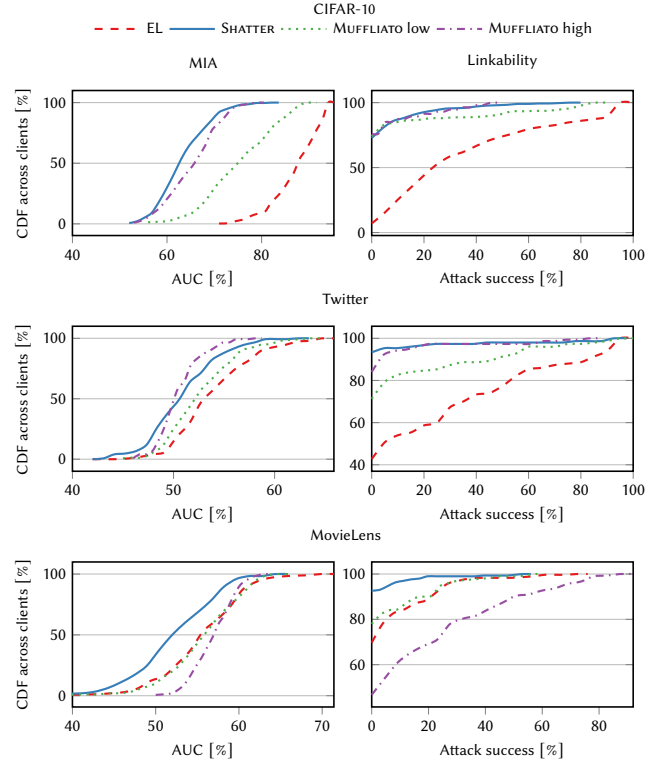 CIFAR-10
EL SHATTER MUFFLIATO low MUFFLIATO high
MIA Linkability
CDF across clients [%]
100
50
0
40 60 80
AUC [%]
100
50
0
0 20 40 60 80 100
Attack success [%]
Twitter
CDF across clients [%]
100
50
0
40 50 60
AUC [%]
100
80
60
40
0 20 40 60 80 100
Attack success [%]
MovieLens
CDF across clients [%]
100
50
0
40 50 60 70
AUC [%]
100
80
60
0 20 40 60 80
Attack success [%]